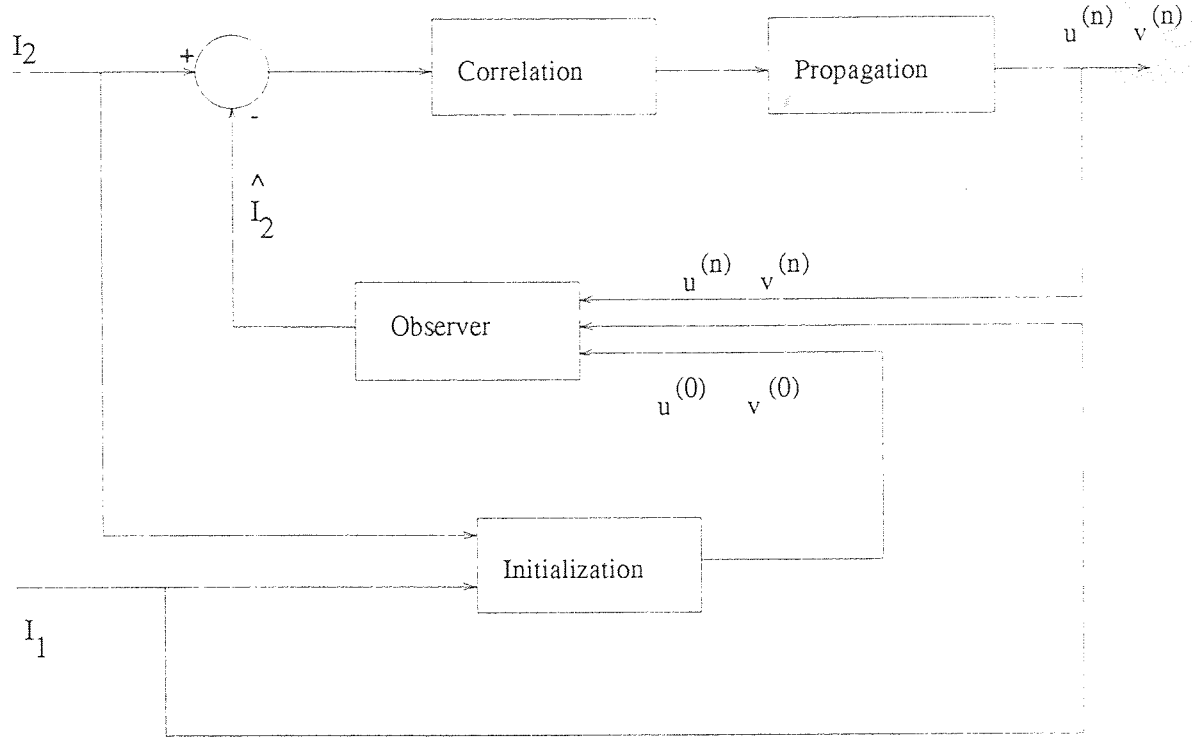 I2
+
-
Correlation
Propagation
u^(n) v^(n)
^
I2
u^(n) v^(n)
Observer
u^(0) v^(0)
Initialization
I1